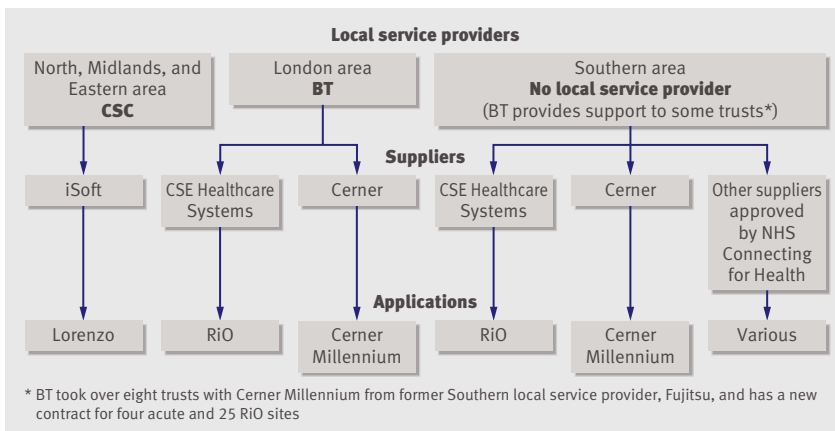 Local service providers
North, Midlands, and
Eastern area
CSC
London area
BT
Southern area
No local service provider
(BT provides support to some trusts*)
Suppliers
iSoft
CSE Healthcare
Systems
Cerner
CSE Healthcare
Systems
Cerner
Other suppliers
approved
by NHS
Connecting
for Health
Applications
Lorenzo
RiO
Cerner
Millennium
RiO
Cerner
Millennium
Various
* BT took over eight trusts with Cerner Millennium from former Southern local service provider, Fujitsu, and has a new
contract for four acute and 25 RiO sites